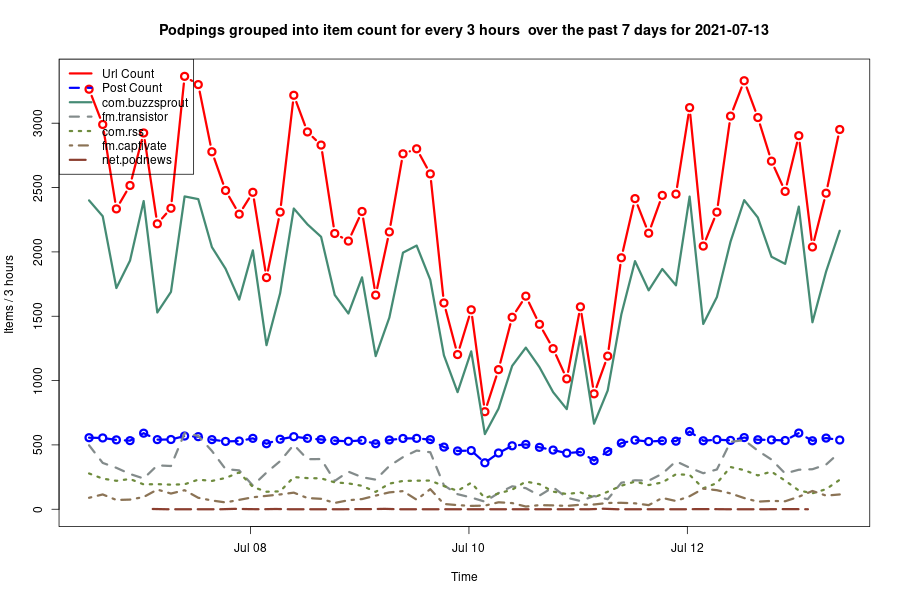 Podpings grouped into item count for every 3 hours  over the past 7 days for 2021-07-13
Url Count
Post Count
com.buzzsprout
fm.transistor
com.rss
fm.captivate
net.podnews
Items / 3 hours
3000
2500
2000
1500
1000
500
0
Jul 08
Jul 10
Jul 12
Time